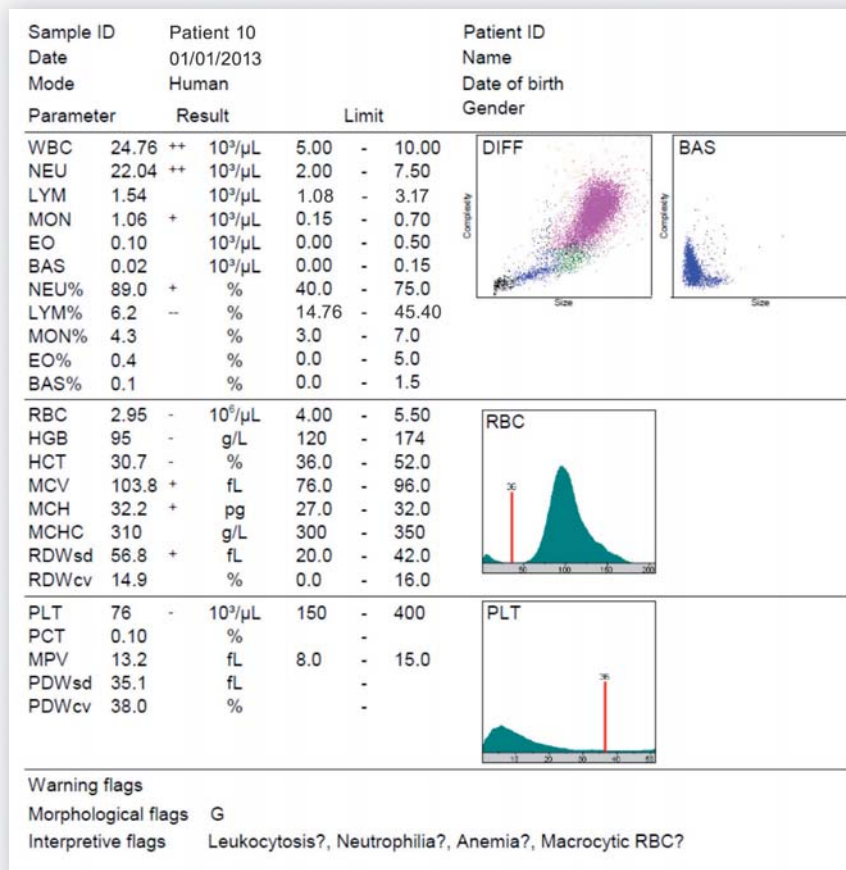 Sample ID Patient 10 Patient ID
Date 01/01/2013 Name
Mode Human Date of birth
Parameter Result Limit Gender
WBC 24.76 ++ 10³/µL 5.00 - 10.00
NEU 22.04 ++ 10³/µL 2.00 - 7.50
LYM 1.54 10³/µL 1.08 - 3.17
MON 1.06 + 10³/µL 0.15 - 0.70
EO 0.10 10³/µL 0.00 - 0.50
BAS 0.02 10³/µL 0.00 - 0.15
NEU% 89.0 + % 40.0 - 75.0
LYM% 6.2 -- % 14.76 - 45.40
MON% 4.3 % 3.0 - 7.0
EO% 0.4 % 0.0 - 5.0
BAS% 0.1 % 0.0 - 1.5
DIFF
Complexity
Size
BAS
Complexity
Size
RBC 2.95 - 10⁶/µL 4.00 - 5.50
HGB 95 - g/L 120 - 174
HCT 30.7 - % 36.0 - 52.0
MCV 103.8 + fL 76.0 - 96.0
MCH 32.2 + pg 27.0 - 32.0
MCHC 310 g/L 300 - 350
RDWsd 56.8 + fL 20.0 - 42.0
RDWcv 14.9 % 0.0 - 16.0
RBC
36
50 100 150 200
PLT 76 - 10³/µL 150 - 400
PCT 0.10 % -
MPV 13.2 fL 8.0 - 15.0
PDWsd 35.1 fL -
PDWcv 38.0 % -
PLT
36
10 20 30 40 50
Warning flags
Morphological flags G
Interpretive flags Leukocytosis?, Neutrophilia?, Anemia?, Macrocytic RBC?